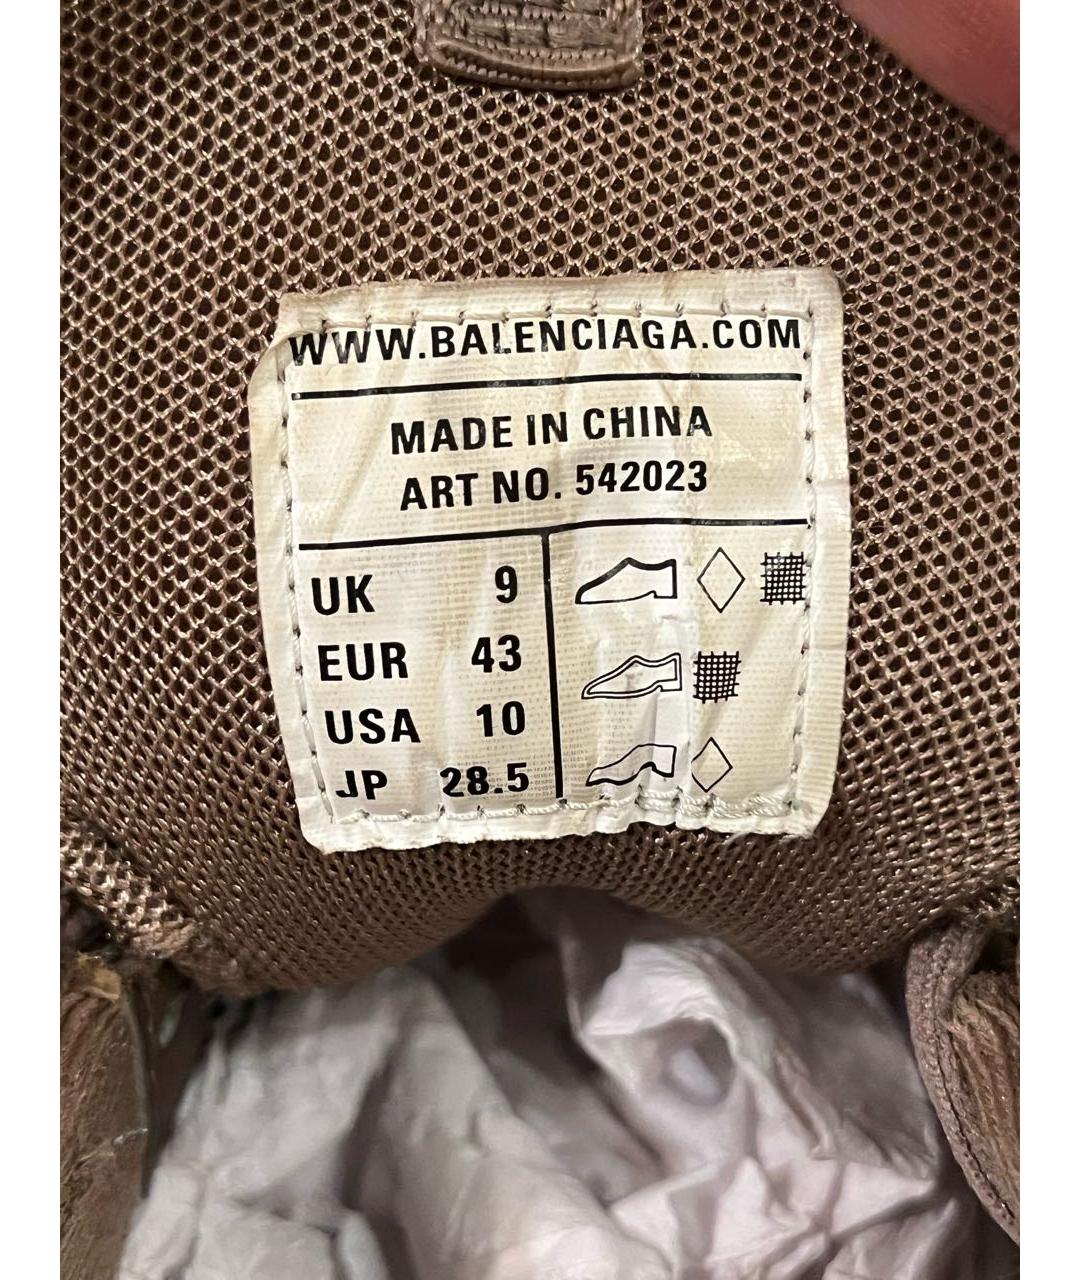 WWW.BALENCIAGA.COM
MADE IN CHINA
ART NO. 542023
UK 9
EUR 43
USA 10
JP 28.5